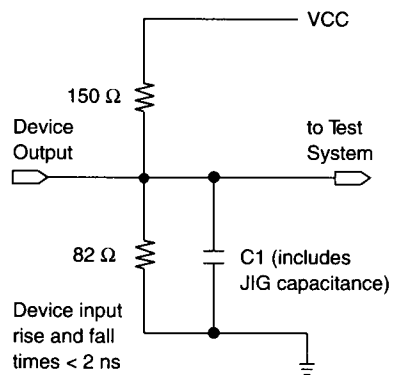 VCC
150 Ω
Device
Output
to Test
System
82 Ω
C1 (includes
JIG capacitance)
Device input
rise and fall
times < 2 ns